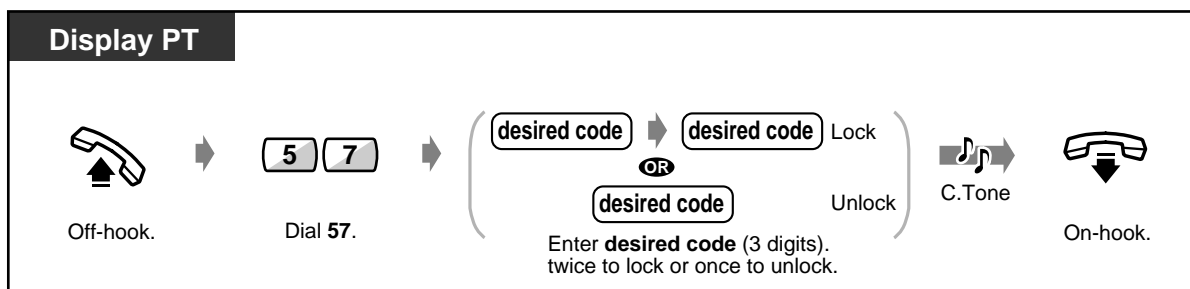 Display PT
5 7
desired code desired code Lock
OR
desired code Unlock
C.Tone
Off-hook.
Dial 57.
Enter desired code (3 digits).
twice to lock or once to unlock.
On-hook.